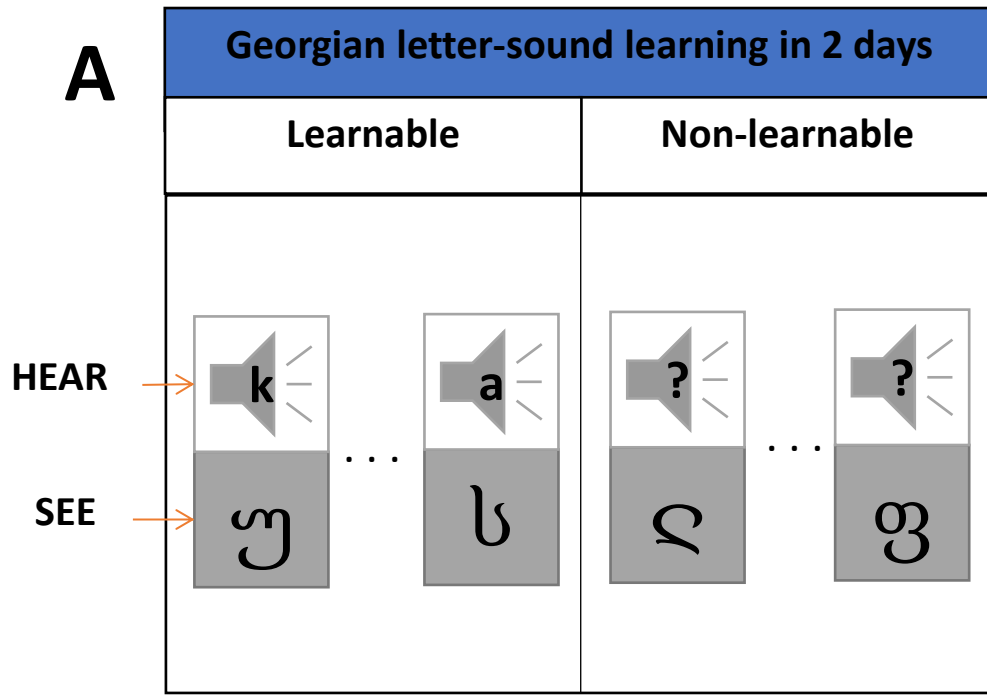 A
Georgian letter-sound learning in 2 days
Learnable Non-learnable
HEAR k a ? ?
. . . . . .
SEE ს ფ